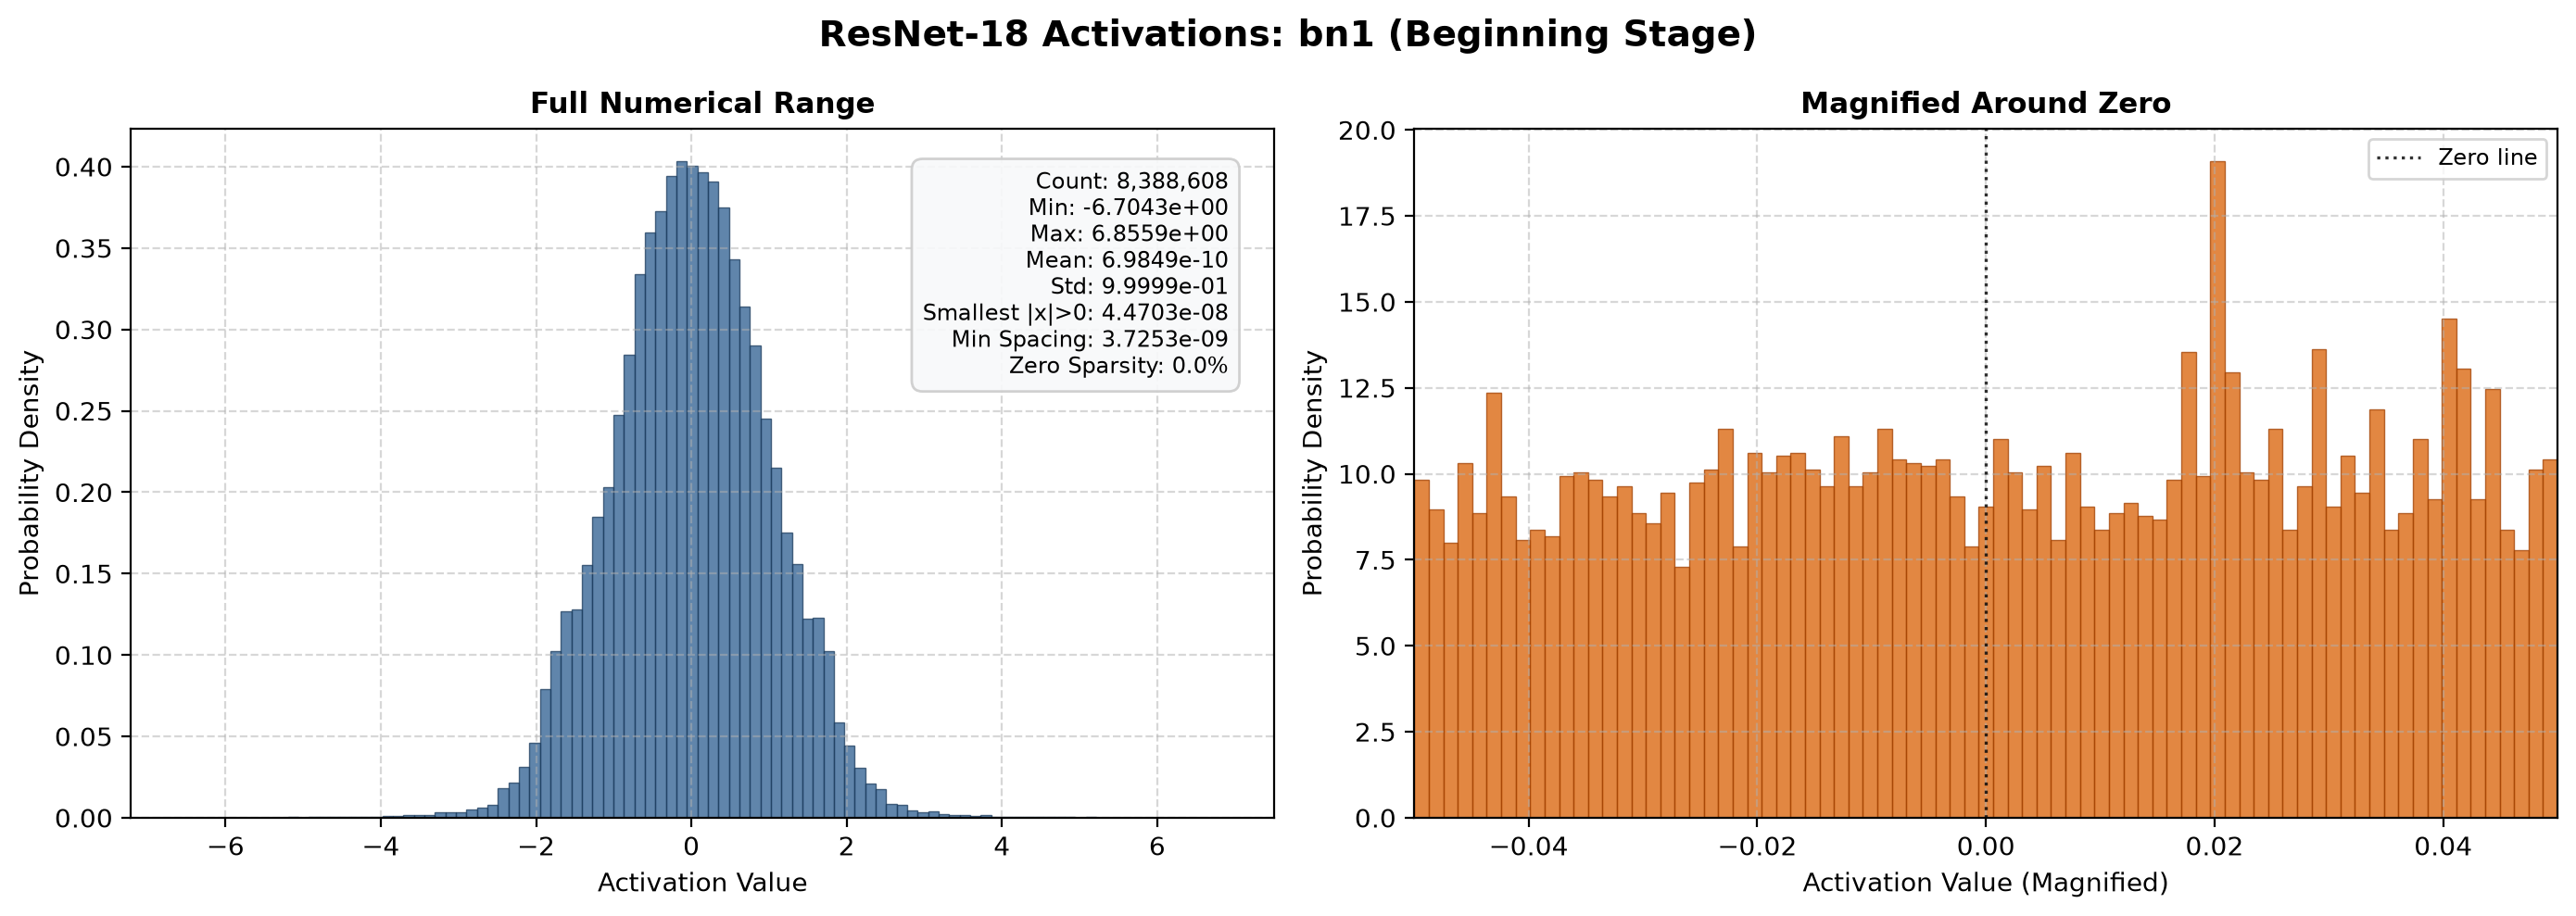 ResNet-18 Activations: bn1 (Beginning Stage)
Full Numerical Range
0.40
0.35
0.30
0.25
0.20
0.15
0.10
0.05
0.00
Probability Density
Count: 8,388,608
Min: -6.7043e+00
Max: 6.8559e+00
Mean: 6.9849e-10
Std: 9.9999e-01
Smallest |x|>0: 4.4703e-08
Min Spacing: 3.7253e-09
Zero Sparsity: 0.0%
−6 −4 −2 0 2 4 6
Activation Value
Magnified Around Zero
20.0
17.5
15.0
12.5
10.0
7.5
5.0
2.5
0.0
Probability Density
Zero line
−0.04 −0.02 0.00 0.02 0.04
Activation Value (Magnified)